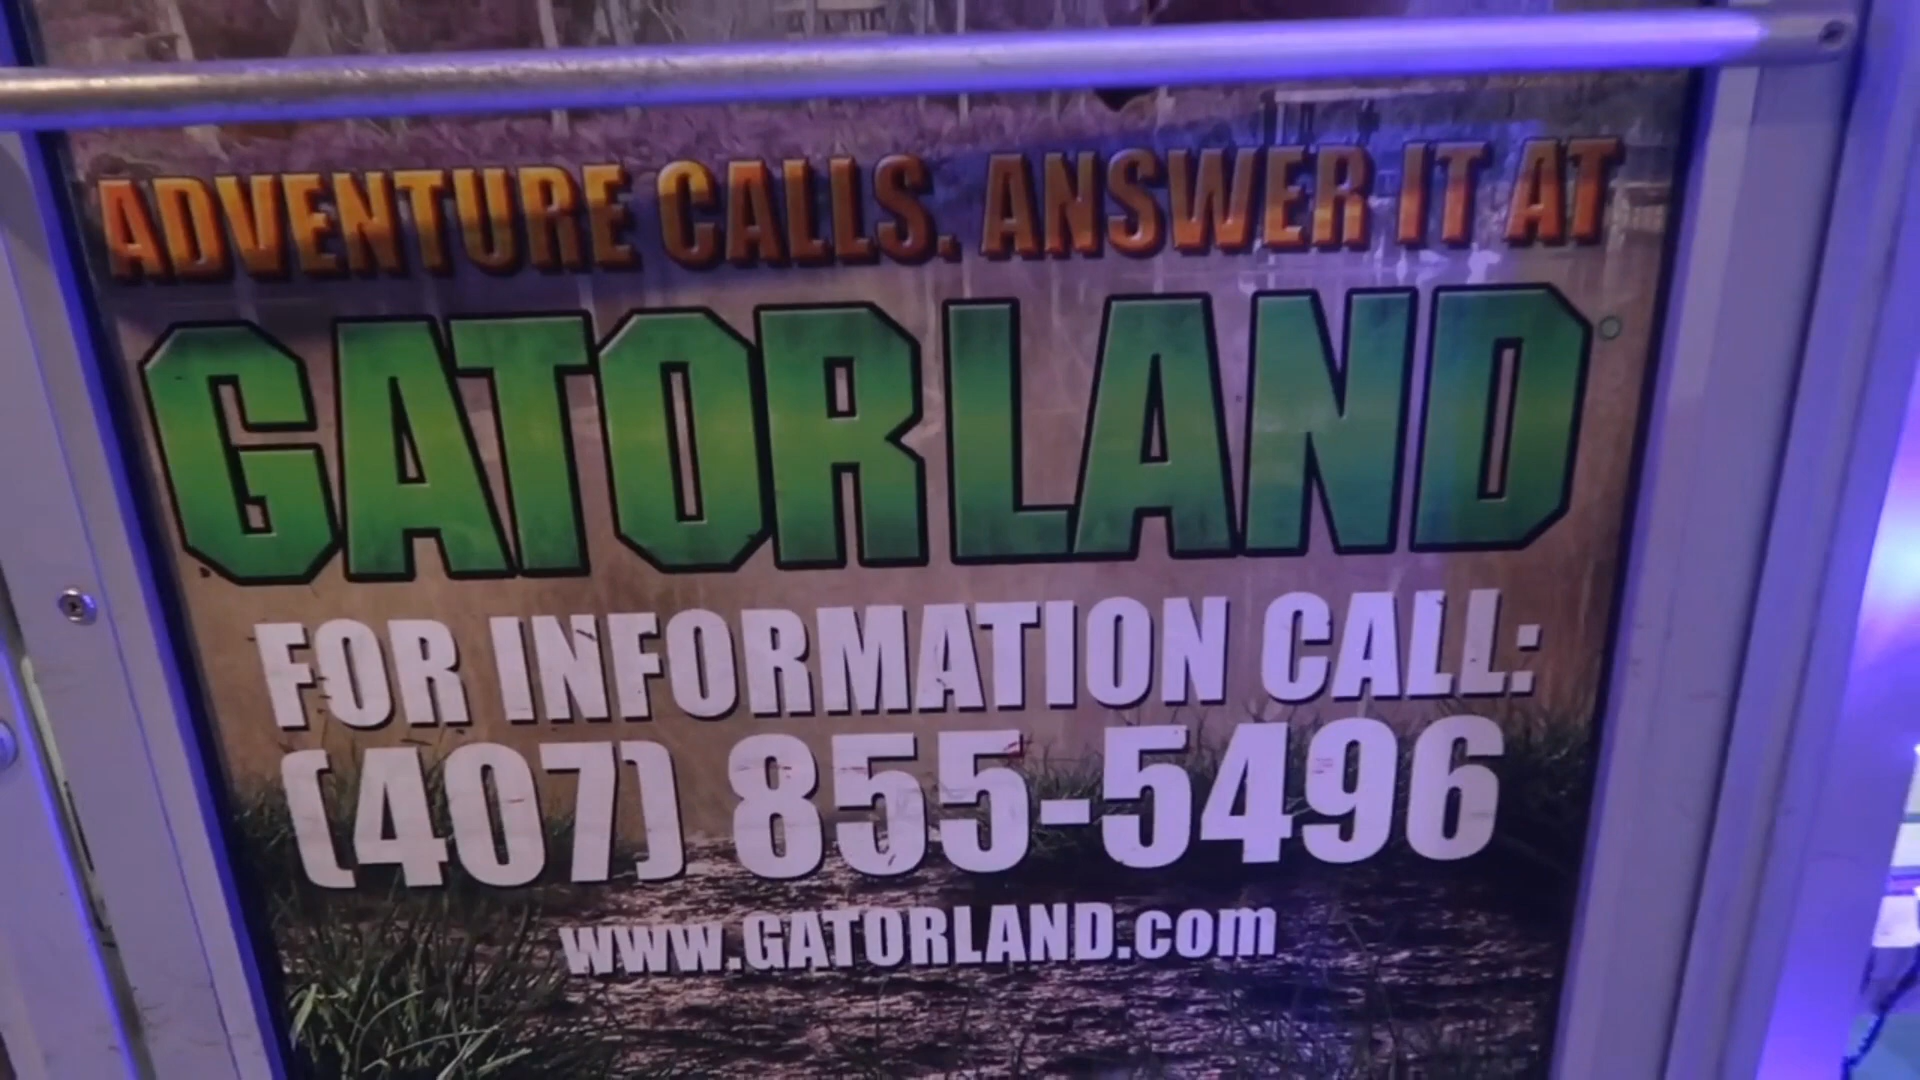 ADVENTURE CALLS. ANSWER IT AT
GATORLAND
FOR INFORMATION CALL:
(407) 855-5496
www.GATORLAND.com